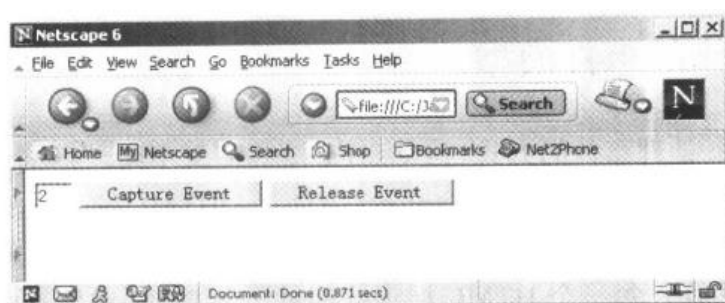 Netscape 6
File Edit View Search Go Bookmarks Tasks Help
file:///C:/Ja Search N
Home My Netscape Search Shop Bookmarks Net2Phone
2 Capture Event Release Event
Document: Done (0.871 secs)